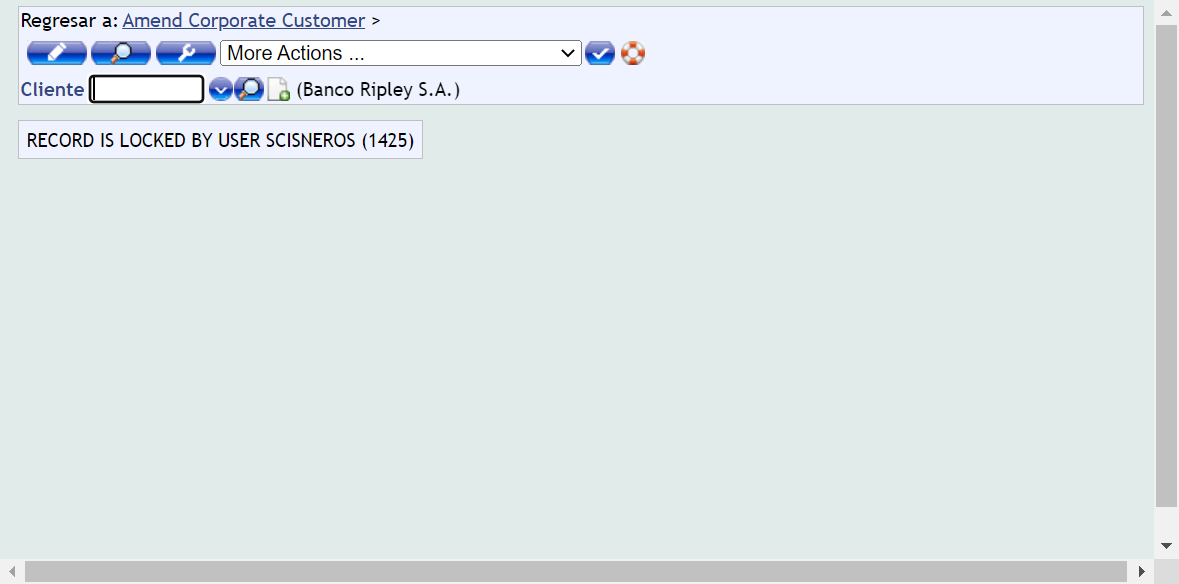 Regresar a: Amend Corporate Customer >
More Actions ...
Cliente (Banco Ripley S.A.)
RECORD IS LOCKED BY USER SCISNEROS (1425)